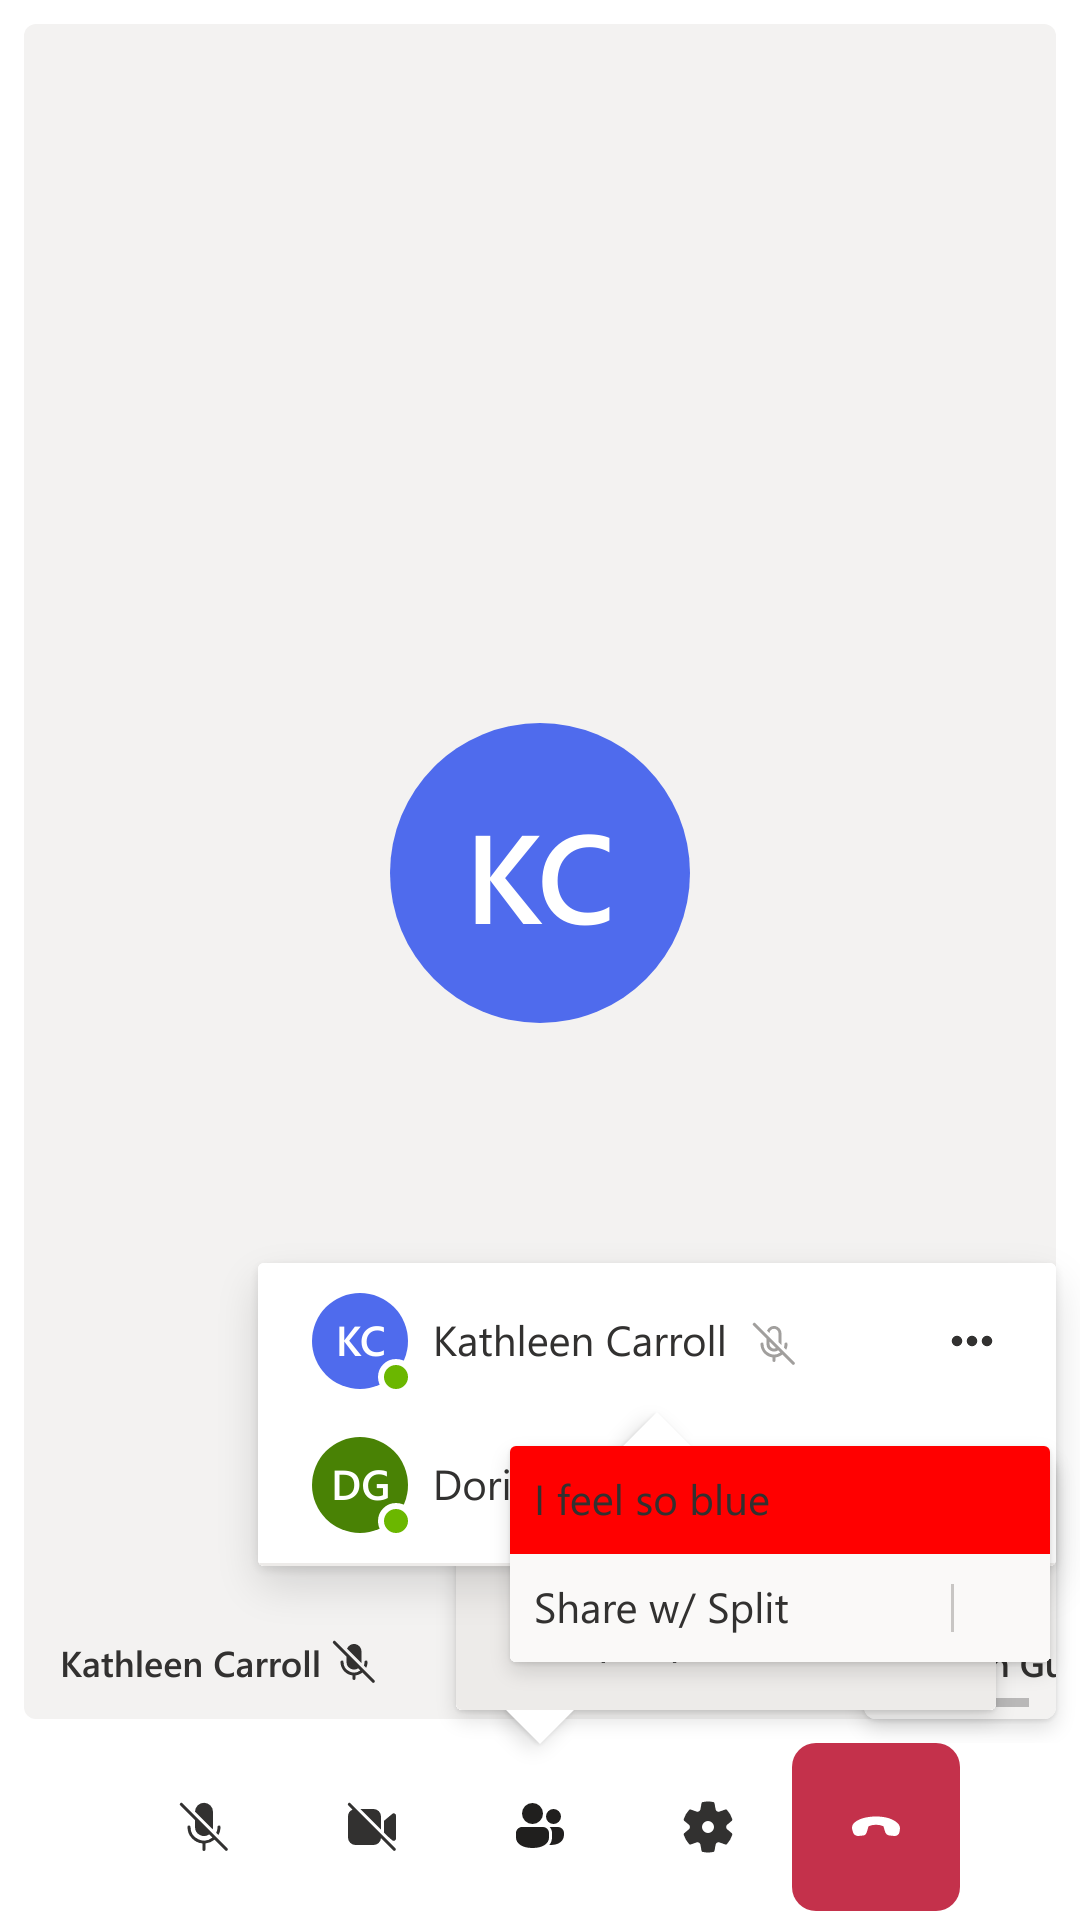 KC
KC Kathleen Carroll
DG Dori
I feel so blue
Share w/ Split
Kathleen Carroll